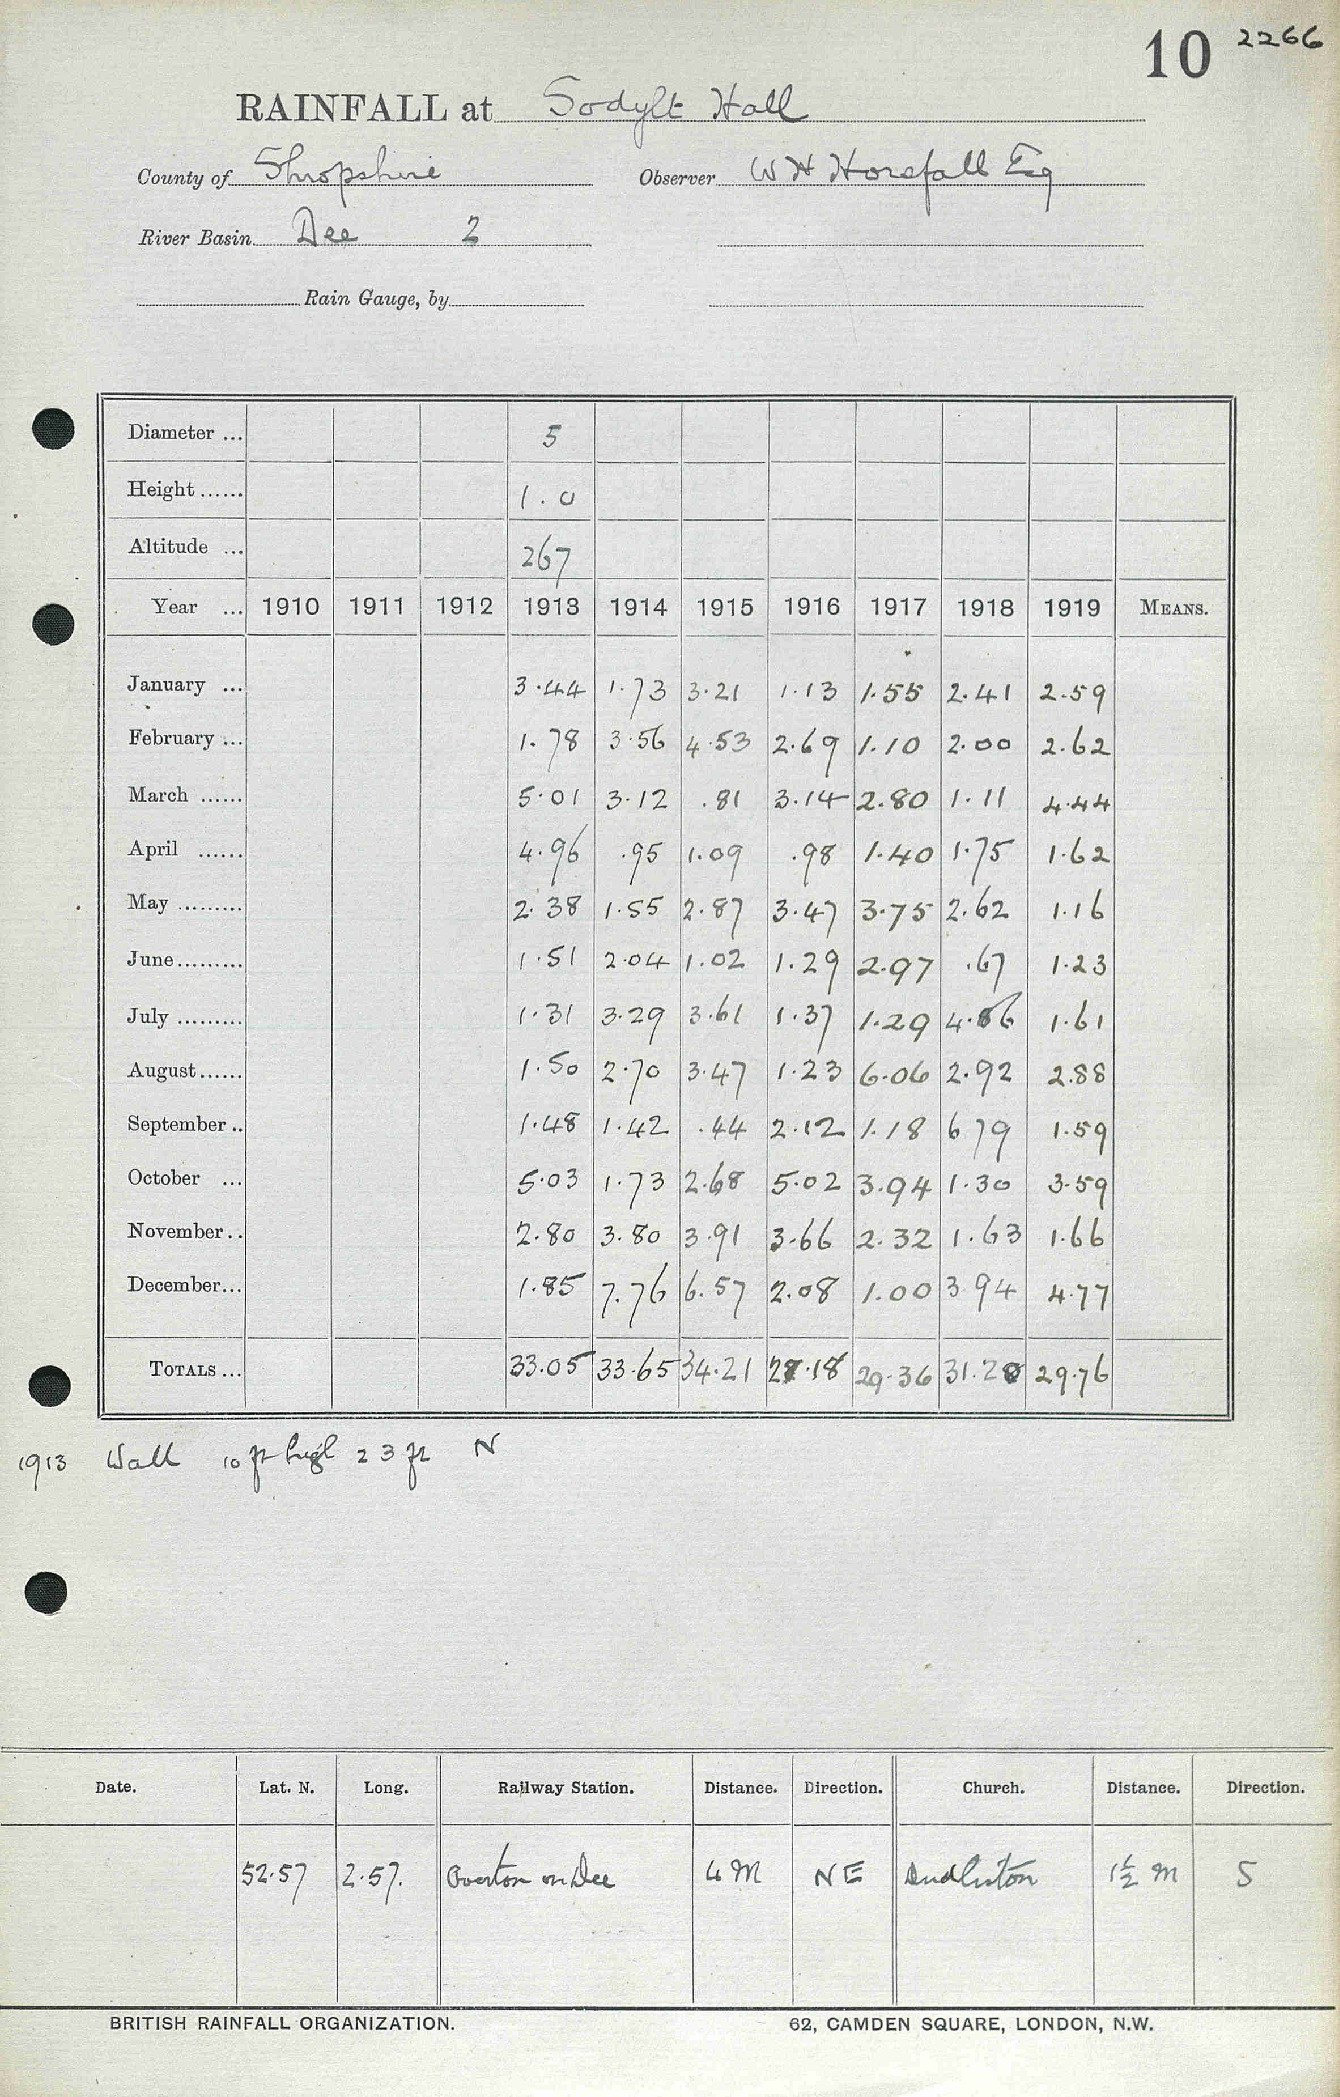 10 2266
RAINFALL at Sodylt Hall
County of Shropshire Observer W H Horsfall Esq
River Basin Dee 2
Rain Gauge, by
Diameter ... 5
Height ...... 1.0
Altitude ... 267
Year ... 1910 1911 1912 1913 1914 1915 1916 1917 1918 1919 MEANS.
January ... 3.44 1.73 3.21 1.13 1.55 2.41 2.59
February ... 1.78 3.56 4.53 2.69 1.10 2.00 2.62
March ...... 5.01 3.12 .81 3.14 2.80 1.11 4.44
April ...... 4.96 .95 1.09 .98 1.40 1.75 1.62
May ......... 2.38 1.55 2.87 3.47 3.75 2.62 1.16
June ......... 1.51 2.04 1.02 1.29 2.97 .67 1.23
July ......... 1.31 3.29 3.61 1.37 1.29 4.06 1.61
August ...... 1.50 2.70 3.47 1.23 6.06 2.92 2.88
September .. 1.48 1.42 .44 2.12 1.18 6 79 1.59
October ... 5.03 1.73 2.68 5.02 3.94 1.30 3.59
November .. 2.80 3.80 3.91 3.66 2.32 1.63 1.66
December ... 1.85 7.76 6.57 2.08 1.00 3.94 4.77
TOTALS ... 33.05 33.65 34.21 28.18 29.36 31.20 29.76
1913 Wall 10 ft high 23 ft N
Date. Lat. N. Long. Railway Station. Distance. Direction. Church. Distance. Direction.
52.57 2.57. Overton on Dee 4 M NE Dudliston 1½ M S
BRITISH RAINFALL ORGANIZATION. 62, CAMDEN SQUARE, LONDON, N.W.